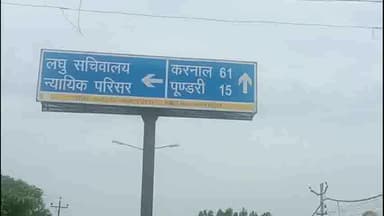 लघु सचिवालय
न्यायिक परिसर
करनाल 61
पूण्डरी 15